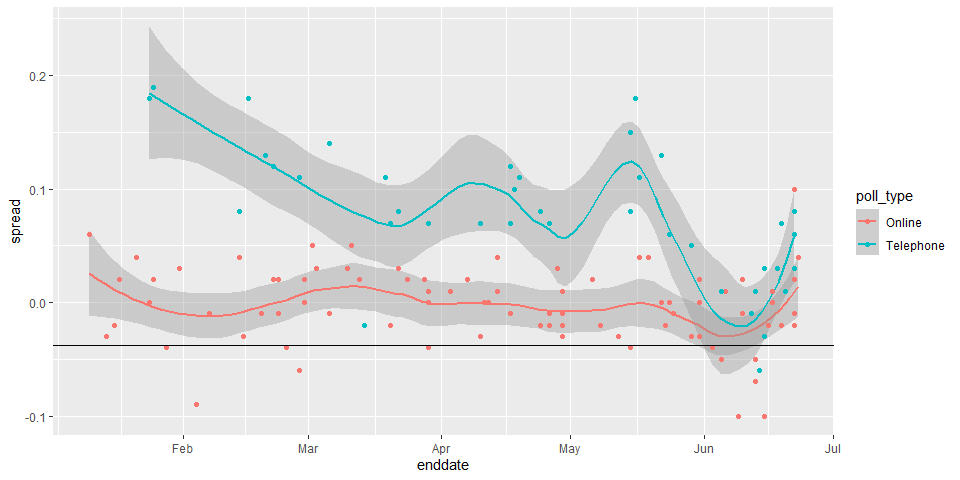 spread
0.2
0.1
0.0
-0.1
Feb
Mar
Apr
May
Jun
Jul
enddate
poll_type
Online
Telephone